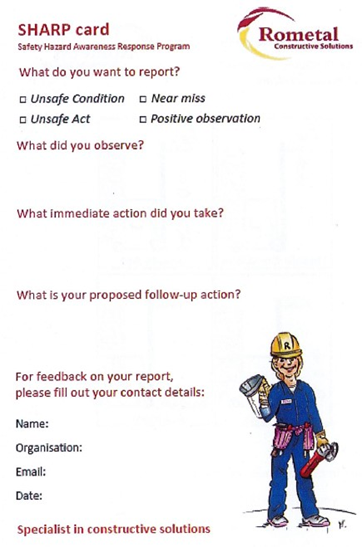 SHARP card
Safety Hazard Awareness Response Program
Rometal
Constructive Solutions
What do you want to report?
□ Unsafe Condition □ Near miss
□ Unsafe Act □ Positive observation
What did you observe?
What immediate action did you take?
What is your proposed follow-up action?
R
For feedback on your report,
please fill out your contact details:
Name:
Organisation:
Email:
Date:
Specialist in constructive solutions